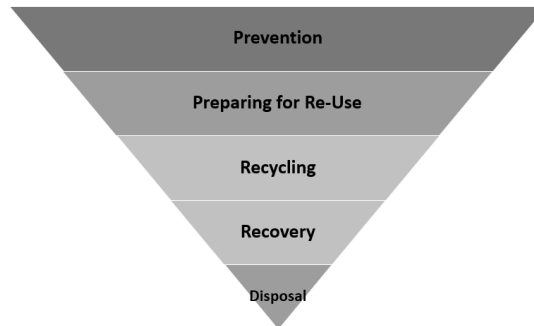 Prevention
Preparing for Re-Use
Recycling
Recovery
Disposal